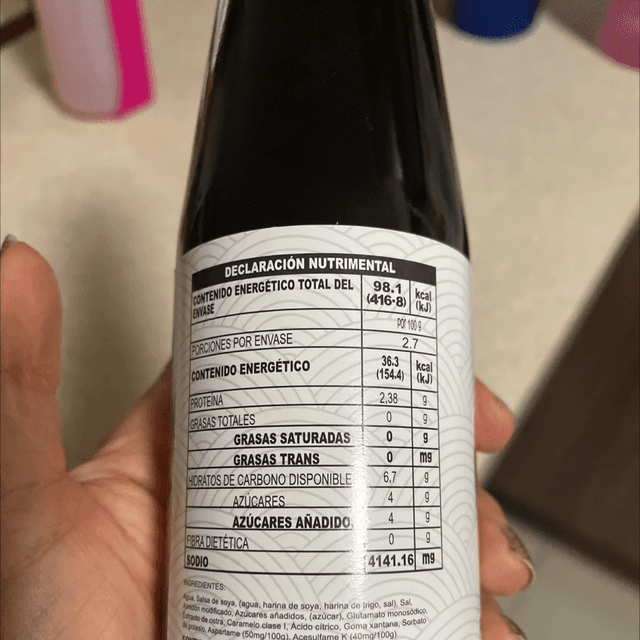 DECLARACIÓN NUTRIMENTAL
CONTENIDO ENERGÉTICO TOTAL DEL ENVASE 98.1 (416.8) kcal (kJ)
por 100 g
PORCIONES POR ENVASE 2.7
CONTENIDO ENERGÉTICO 36.3 (154.4) kcal (kJ)
PROTEÍNA 2,38 g
GRASAS TOTALES 0 g
GRASAS SATURADAS 0 g
GRASAS TRANS 0 mg
HIDRATOS DE CARBONO DISPONIBLE 6,7 g
AZÚCARES 4 g
AZÚCARES AÑADIDO 4 g
FIBRA DIETÉTICA 0 g
SODIO 4141.16 mg
INGREDIENTES:
Agua, Salsa de soya, (agua, harina de soya, harina de trigo, sal), Sal,
Almidón modificado, Azúcares añadidos, (azúcar), Glutamato monosódico,
Extracto de ostra, Caramelo clase I, Ácido cítrico, Goma xantana, Sorbato
de potasio, Aspartame (50mg/100g), Acesulfame K (40mg/100g)